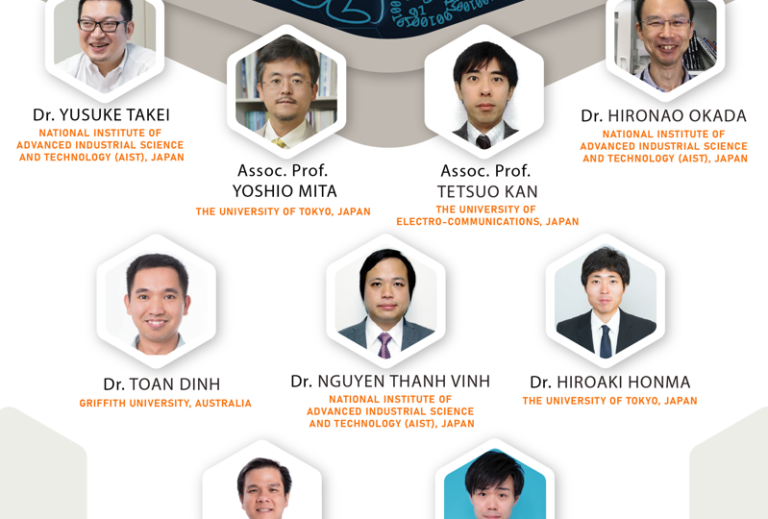 Dr. YUSUKE TAKEI
NATIONAL INSTITUTE OF
ADVANCED INDUSTRIAL SCIENCE
AND TECHNOLOGY (AIST), JAPAN
Assoc. Prof.
YOSHIO MITA
THE UNIVERSITY OF TOKYO, JAPAN
Assoc. Prof.
TETSUO KAN
THE UNIVERSITY OF
ELECTRO-COMMUNICATIONS, JAPAN
Dr. HIRONAO OKADA
NATIONAL INSTITUTE OF
ADVANCED INDUSTRIAL SCIENCE
AND TECHNOLOGY (AIST), JAPAN
Dr. TOAN DINH
GRIFFITH UNIVERSITY, AUSTRALIA
Dr. NGUYEN THANH VINH
NATIONAL INSTITUTE OF
ADVANCED INDUSTRIAL SCIENCE
AND TECHNOLOGY (AIST), JAPAN
Dr. HIROAKI HONMA
THE UNIVERSITY OF TOKYO, JAPAN